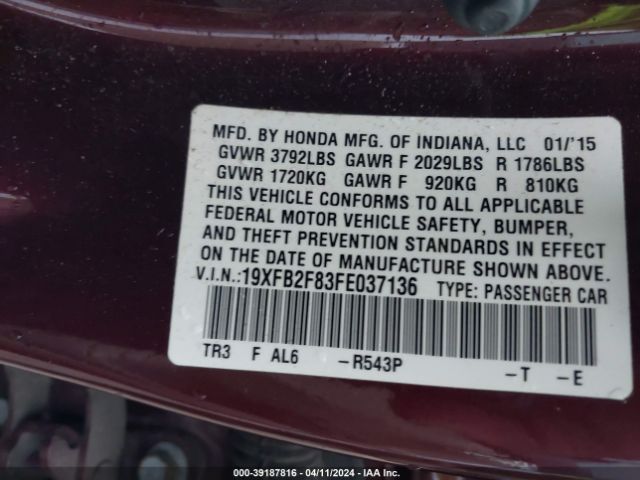 MFD. BY HONDA MFG. OF INDIANA, LLC 01/'15
GVWR 3792LBS GAWR F 2029LBS R 1786LBS
GVWR 1720KG GAWR F 920KG R 810KG
THIS VEHICLE CONFORMS TO ALL APPLICABLE
FEDERAL MOTOR VEHICLE SAFETY, BUMPER,
AND THEFT PREVENTION STANDARDS IN EFFECT
ON THE DATE OF MANUFACTURE SHOWN ABOVE.
V.I.N.:19XFB2F83FE037136 TYPE: PASSENGER CAR
TR3 F AL6 -R543P -T -E
000-39187816 - 04/11/2024 - IAA Inc.